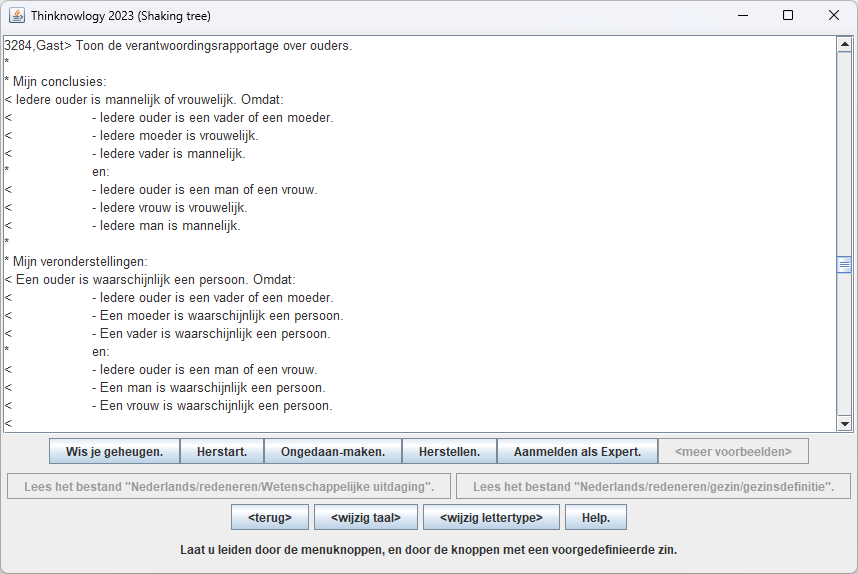 Thinknowlogy 2023 (Shaking tree)
3284,Gast> Toon de verantwoordingsrapportage over ouders.
*
* Mijn conclusies:
< Iedere ouder is mannelijk of vrouwelijk. Omdat:
< - Iedere ouder is een vader of een moeder.
< - Iedere moeder is vrouwelijk.
< - Iedere vader is mannelijk.
* en:
< - Iedere ouder is een man of een vrouw.
< - Iedere vrouw is vrouwelijk.
< - Iedere man is mannelijk.
*
* Mijn veronderstellingen:
< Een ouder is waarschijnlijk een persoon. Omdat:
< - Iedere ouder is een vader of een moeder.
< - Een moeder is waarschijnlijk een persoon.
< - Een vader is waarschijnlijk een persoon.
* en:
< - Iedere ouder is een man of een vrouw.
< - Een man is waarschijnlijk een persoon.
< - Een vrouw is waarschijnlijk een persoon.
<
Wis je geheugen. Herstart. Ongedaan-maken. Herstellen. Aanmelden als Expert. <meer voorbeelden>
Lees het bestand "Nederlands/redeneren/Wetenschappelijke uitdaging". Lees het bestand "Nederlands/redeneren/gezin/gezinsdefinitie".
<terug> <wijzig taal> <wijzig lettertype> Help.
Laat u leiden door de menuknoppen, en door de knoppen met een voorgedefinieerde zin.